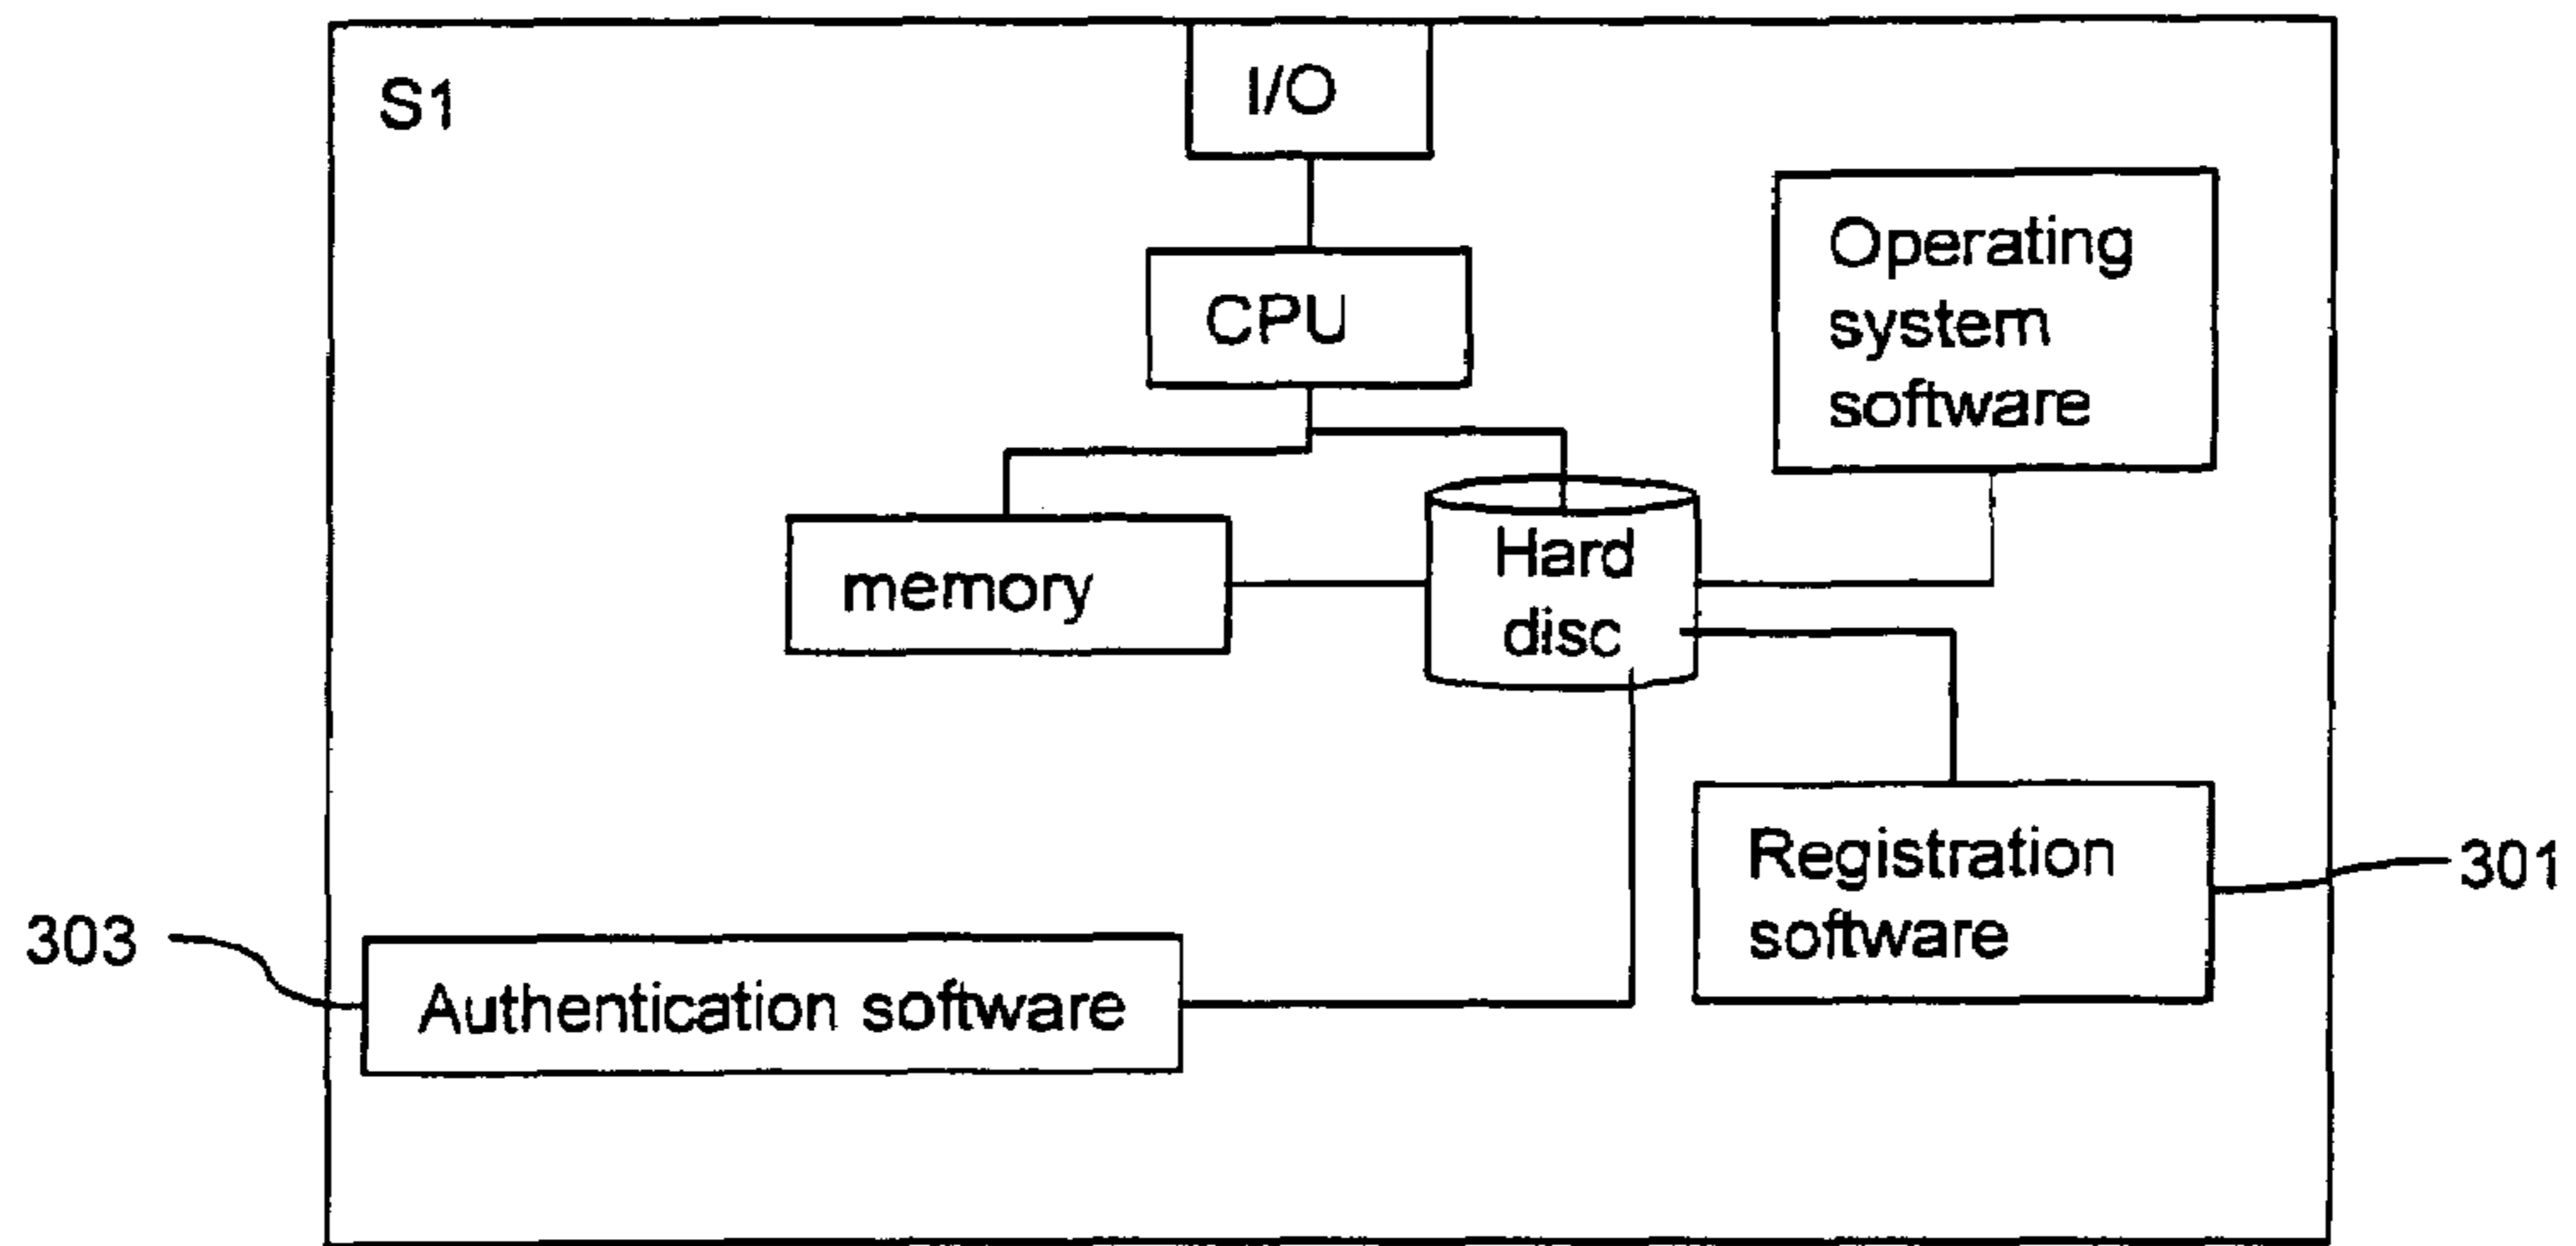 S1
I/O
CPU
Operating
system
software
memory
Hard
disc
Registration
software
301
303
Authentication software